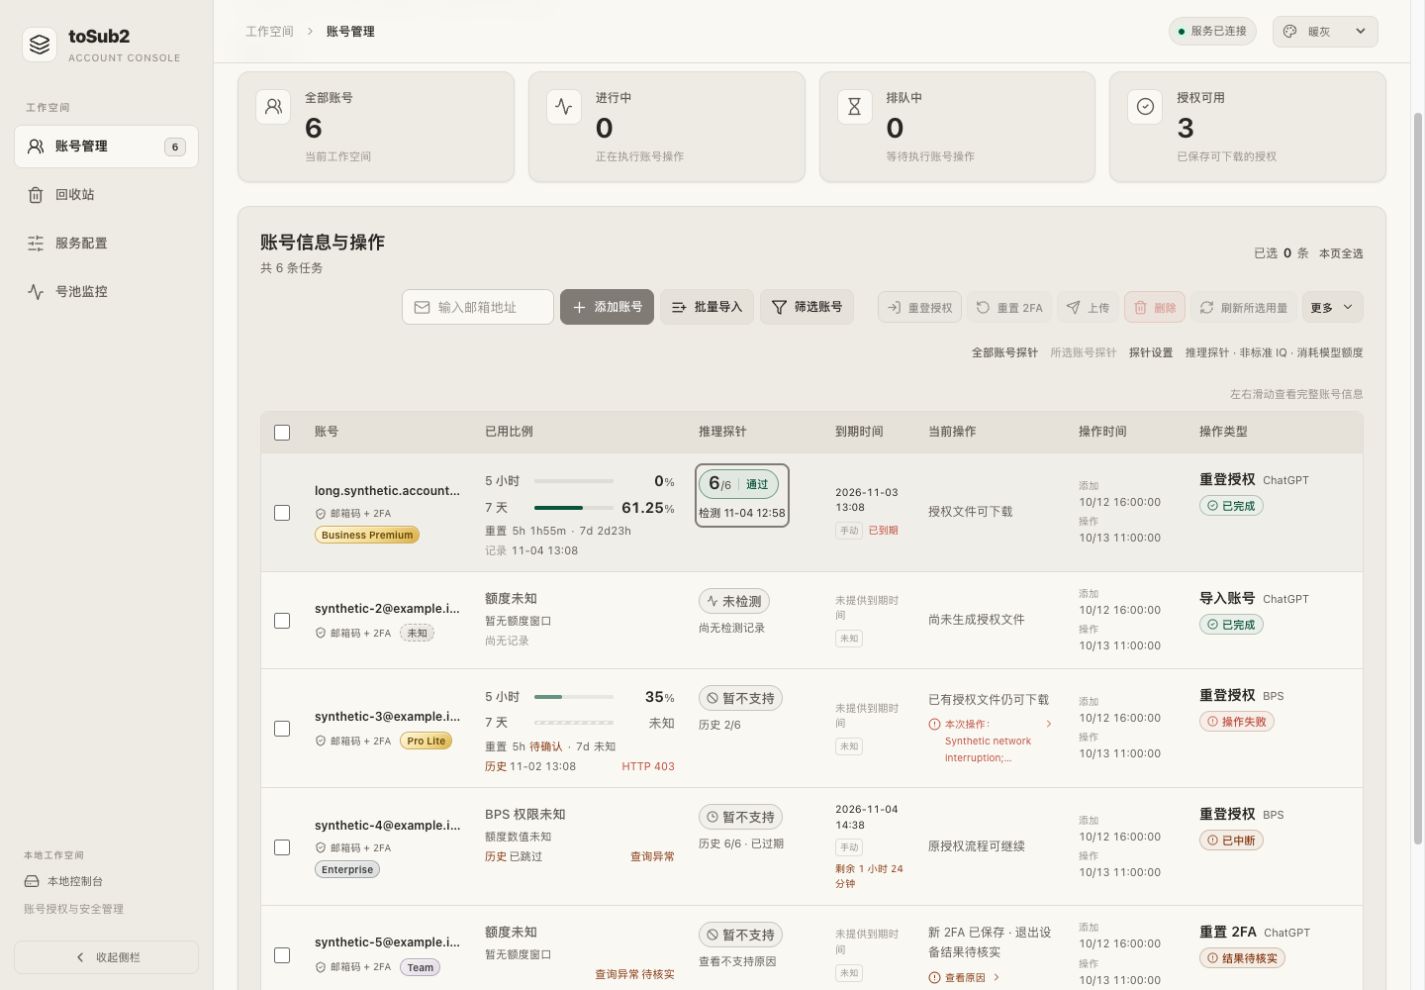 toSub2
ACCOUNT CONSOLE
工作空间
账号管理 6
回收站
服务配置
号池监控
本地工作空间
本地控制台
账号授权与安全管理
收起侧栏
工作空间 > 账号管理
服务已连接
暖灰
全部账号
6
当前工作空间
进行中
0
正在执行账号操作
排队中
0
等待执行账号操作
授权可用
3
已保存可下载的授权
账号信息与操作
共 6 条任务
已选 0 条 本页全选
输入邮箱地址
添加账号
批量导入
筛选账号
重登授权
重置 2FA
上传
删除
刷新所选用量
更多
全部账号探针 所选账号探针 探针设置 推理探针 · 非标准 IQ · 消耗模型额度
左右滑动查看完整账号信息
账号 已用比例 推理探针 到期时间 当前操作 操作时间 操作类型
long.synthetic.account...
邮箱码 + 2FA
Business Premium
5 小时 0%
7 天 61.25%
重置 5h 1h55m · 7d 2d23h
记录 11-04 13:08
6/6 通过
检测 11-04 12:58
2026-11-03
13:08
手动 已到期
授权文件可下载
添加
10/12 16:00:00
操作
10/13 11:00:00
重登授权 ChatGPT
已完成
synthetic-2@example.i...
邮箱码 + 2FA 未知
额度未知
暂无额度窗口
尚无记录
未检测
尚无检测记录
未提供到期时
间
未知
尚未生成授权文件
添加
10/12 16:00:00
操作
10/13 11:00:00
导入账号 ChatGPT
已完成
synthetic-3@example.i...
邮箱码 + 2FA Pro Lite
5 小时 35%
7 天 未知
重置 5h 待确认 · 7d 未知
历史 11-02 13:08 HTTP 403
暂不支持
历史 2/6
未提供到期时
间
未知
已有授权文件仍可下载
本次操作: >
Synthetic network
interruption;...
添加
10/12 16:00:00
操作
10/13 11:00:00
重登授权 BPS
操作失败
synthetic-4@example.i...
邮箱码 + 2FA
Enterprise
BPS 权限未知
额度数值未知
历史 已跳过 查询异常
暂不支持
历史 6/6 · 已过期
2026-11-04
14:38
手动
剩余 1 小时 24
分钟
原授权流程可继续
添加
10/12 16:00:00
操作
10/13 11:00:00
重登授权 BPS
已中断
synthetic-5@example.i...
邮箱码 + 2FA Team
额度未知
暂无额度窗口
查询异常 待核实
暂不支持
查看不支持原因
未提供到期时
间
未知
新 2FA 已保存 · 退出设
备结果待核实
查看原因 >
添加
10/12 16:00:00
操作
10/13 11:00:00
重置 2FA ChatGPT
结果待核实